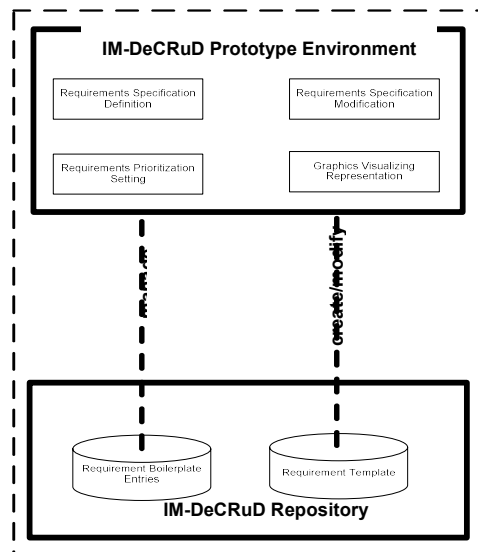 IM-DeCRuD Prototype Environment
Requirements Specification
Definition
Requirements Specification
Modification
Requirements Prioritization
Setting
Graphics Visualizing
Representation
create/modify
Requirement Boilerplate
Entries
Requirement Template
IM-DeCRuD Repository